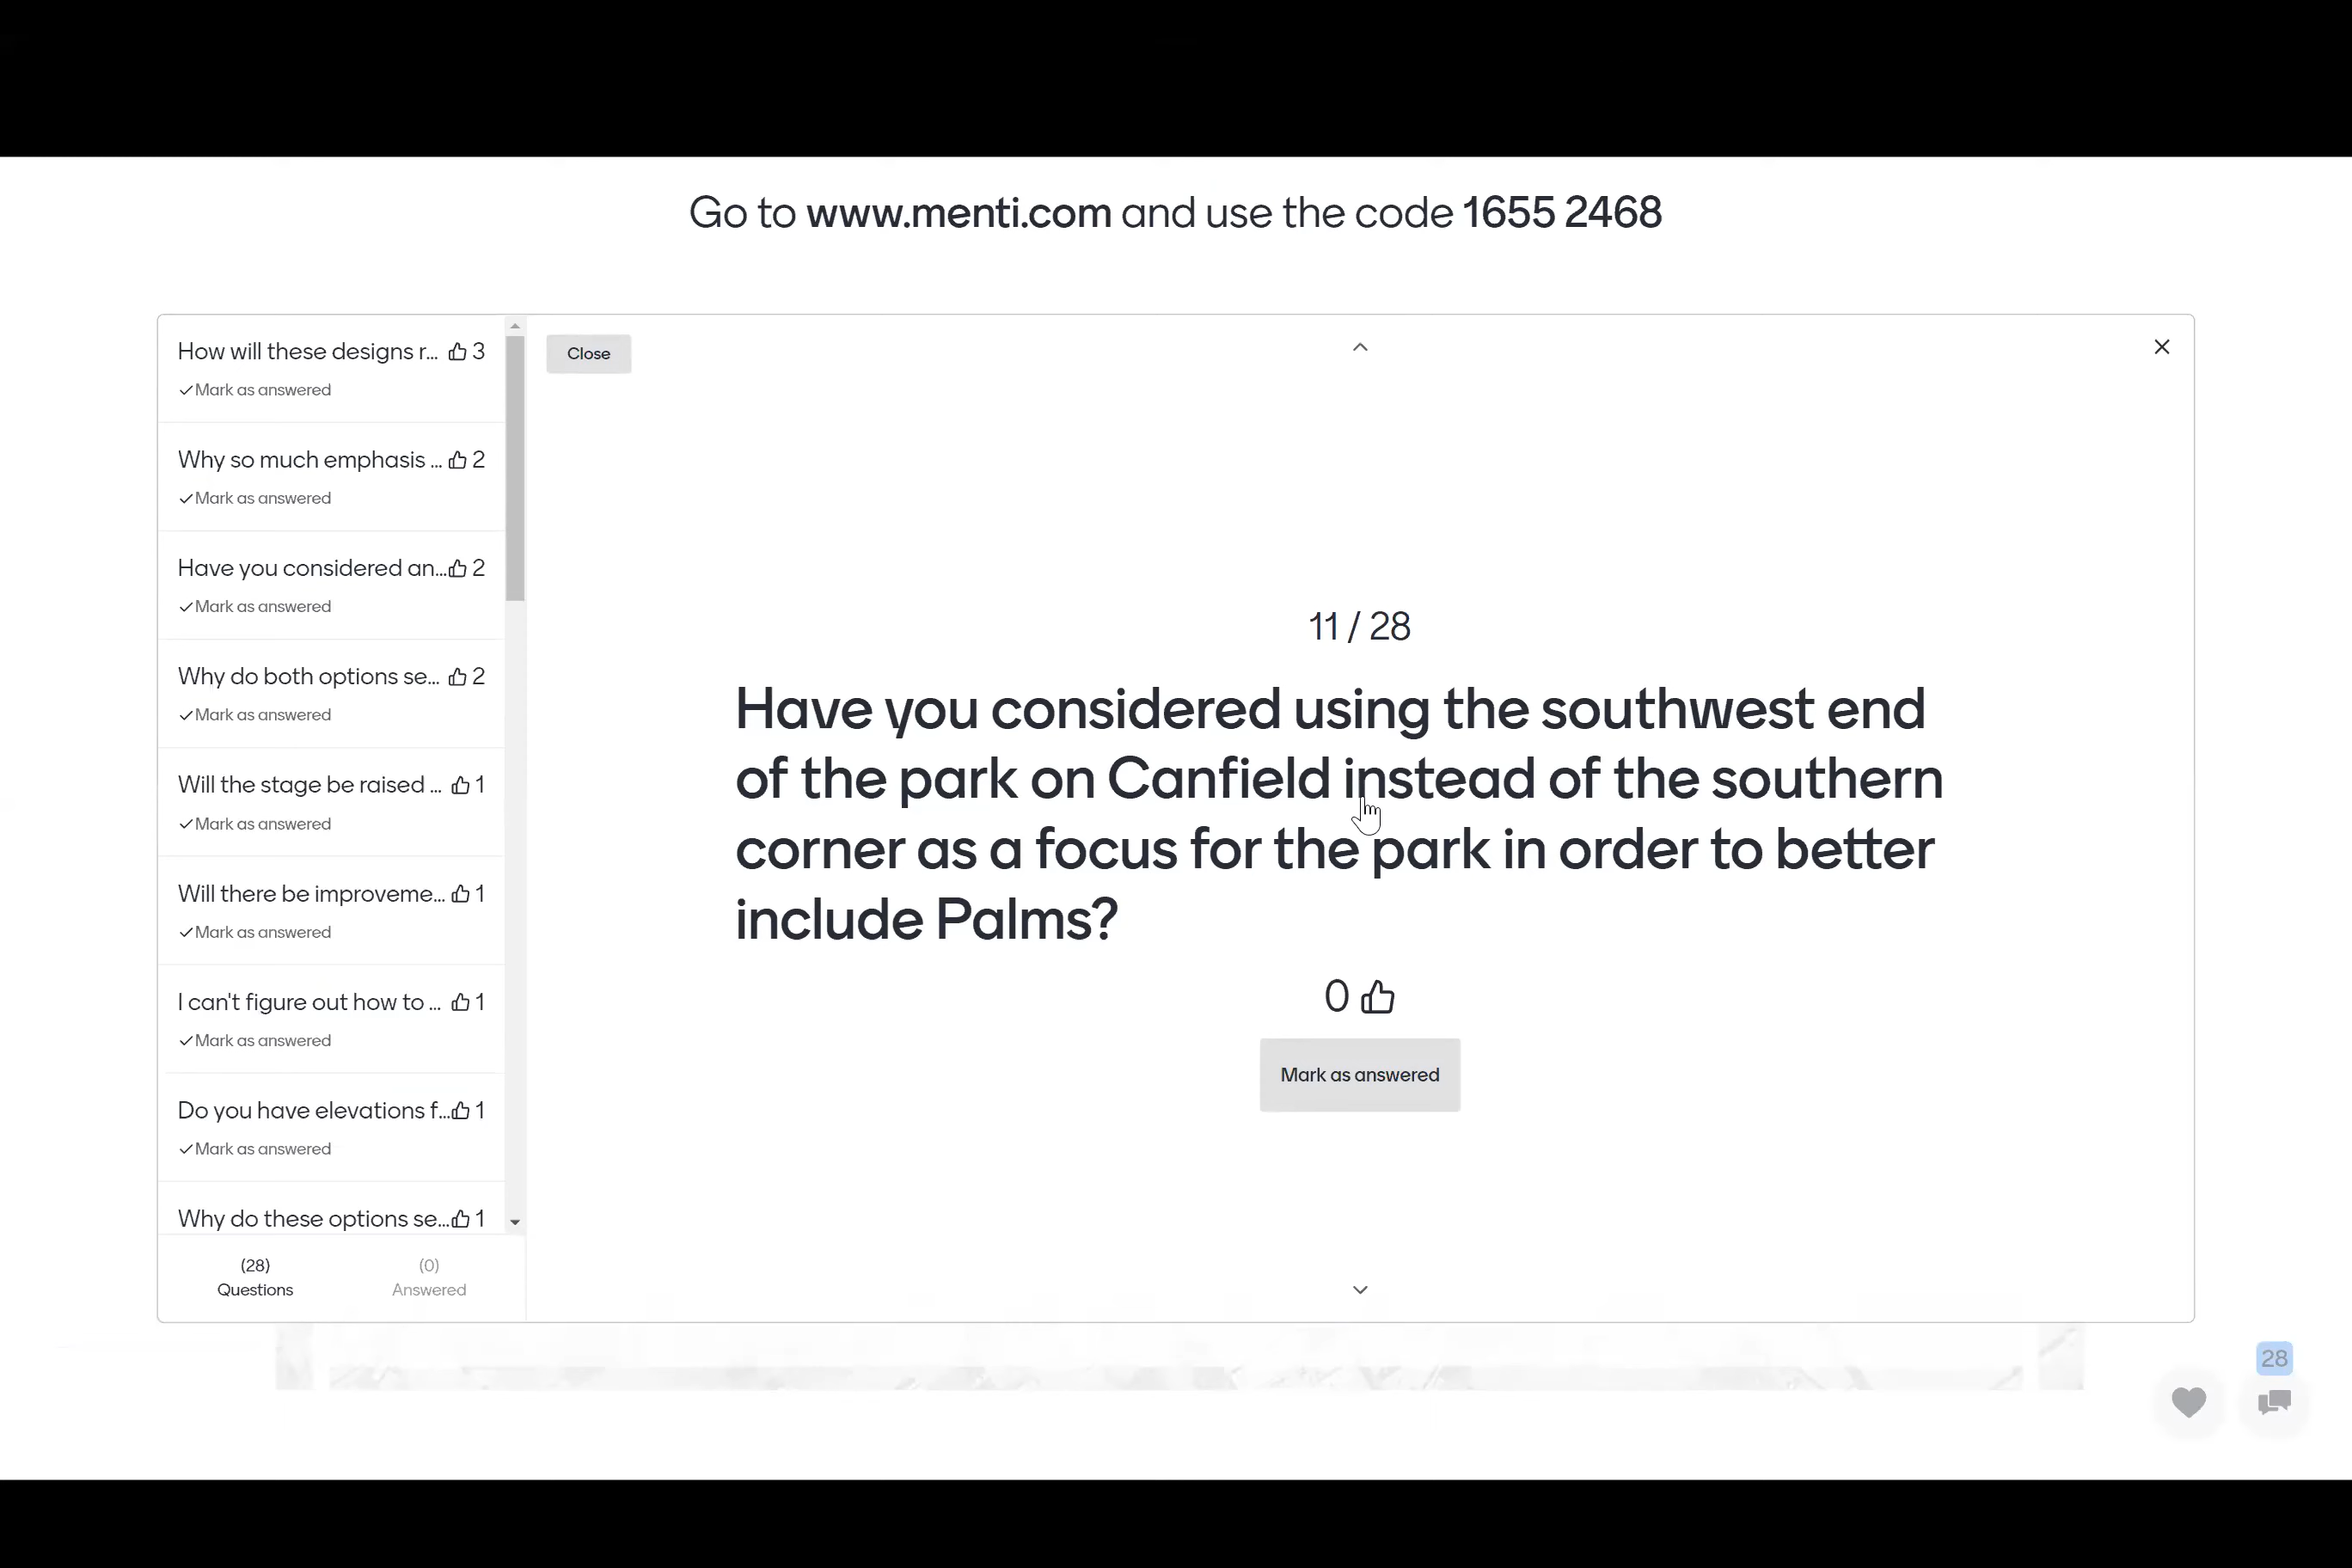 Go to www.menti.com and use the code 1655 2468
How will these designs r... 3
Mark as answered
Why so much emphasis ... 2
Mark as answered
Have you considered an... 2
Mark as answered
Why do both options se... 2
Mark as answered
Will the stage be raised ... 1
Mark as answered
Will there be improveme... 1
Mark as answered
I can't figure out how to ... 1
Mark as answered
Do you have elevations f... 1
Mark as answered
Why do these options se... 1
(28)
Questions
(0)
Answered
Close
11 / 28
Have you considered using the southwest end
of the park on Canfield instead of the southern
corner as a focus for the park in order to better
include Palms?
0
Mark as answered
28